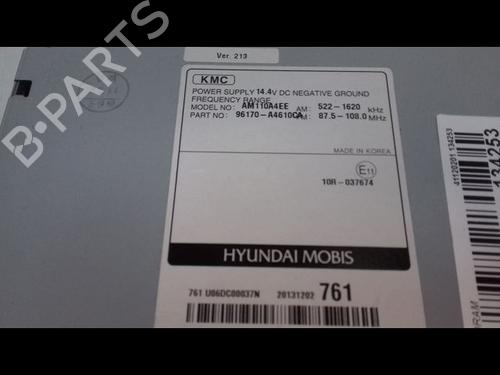 Ver. 213
KMC
POWER SUPPLY 14.4V DC NEGATIVE GROUND
FREQUENCY RANGE
MODEL NO: AM110A4EE AM: 522-1620 kHz
PART NO: 96170-A4610CA FM: 87.5-108.0 MHz
MADE IN KOREA
E11
10R-037674
HYUNDAI MOBIS
761 U06DC00037N 20131202 761
41120201 134253
134253
B-PARTS